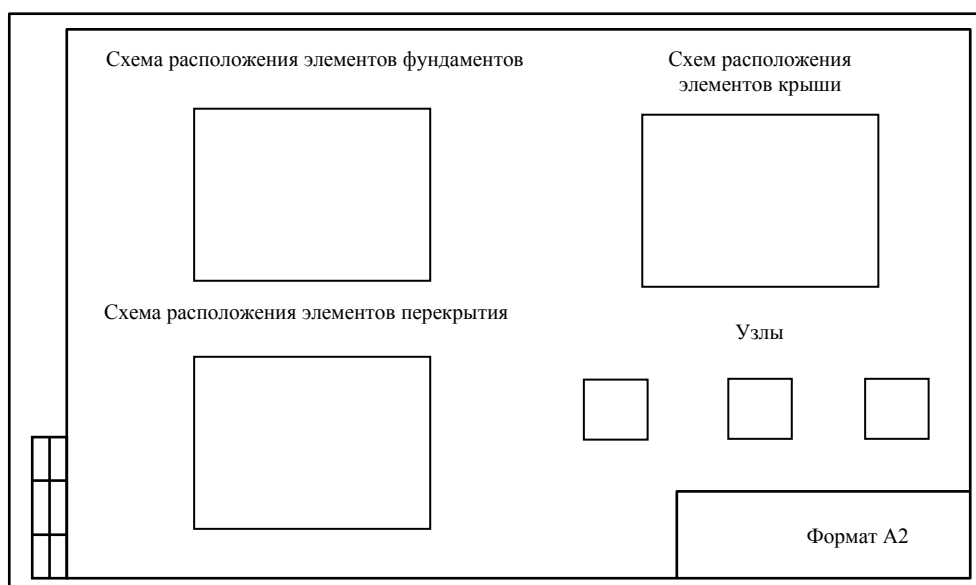 Схема расположения элементов фундаментов
Схем расположения
элементов крыши
Схема расположения элементов перекрытия
Узлы
Формат А2